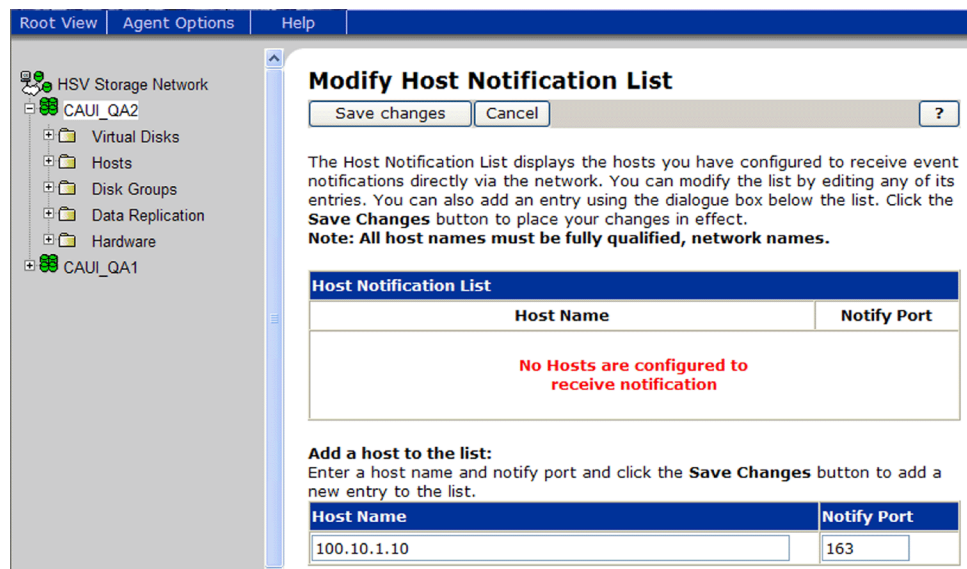 Root View Agent Options Help
HSV Storage Network
CAUI_QA2
Virtual Disks
Hosts
Disk Groups
Data Replication
Hardware
CAUI_QA1
Modify Host Notification List
Save changes Cancel ?
The Host Notification List displays the hosts you have configured to receive event
notifications directly via the network. You can modify the list by editing any of its
entries. You can also add an entry using the dialogue box below the list. Click the
Save Changes button to place your changes in effect.
Note: All host names must be fully qualified, network names.
Host Notification List
Host Name Notify Port
No Hosts are configured to
receive notification
Add a host to the list:
Enter a host name and notify port and click the Save Changes button to add a
new entry to the list.
Host Name Notify Port
100.10.1.10 163